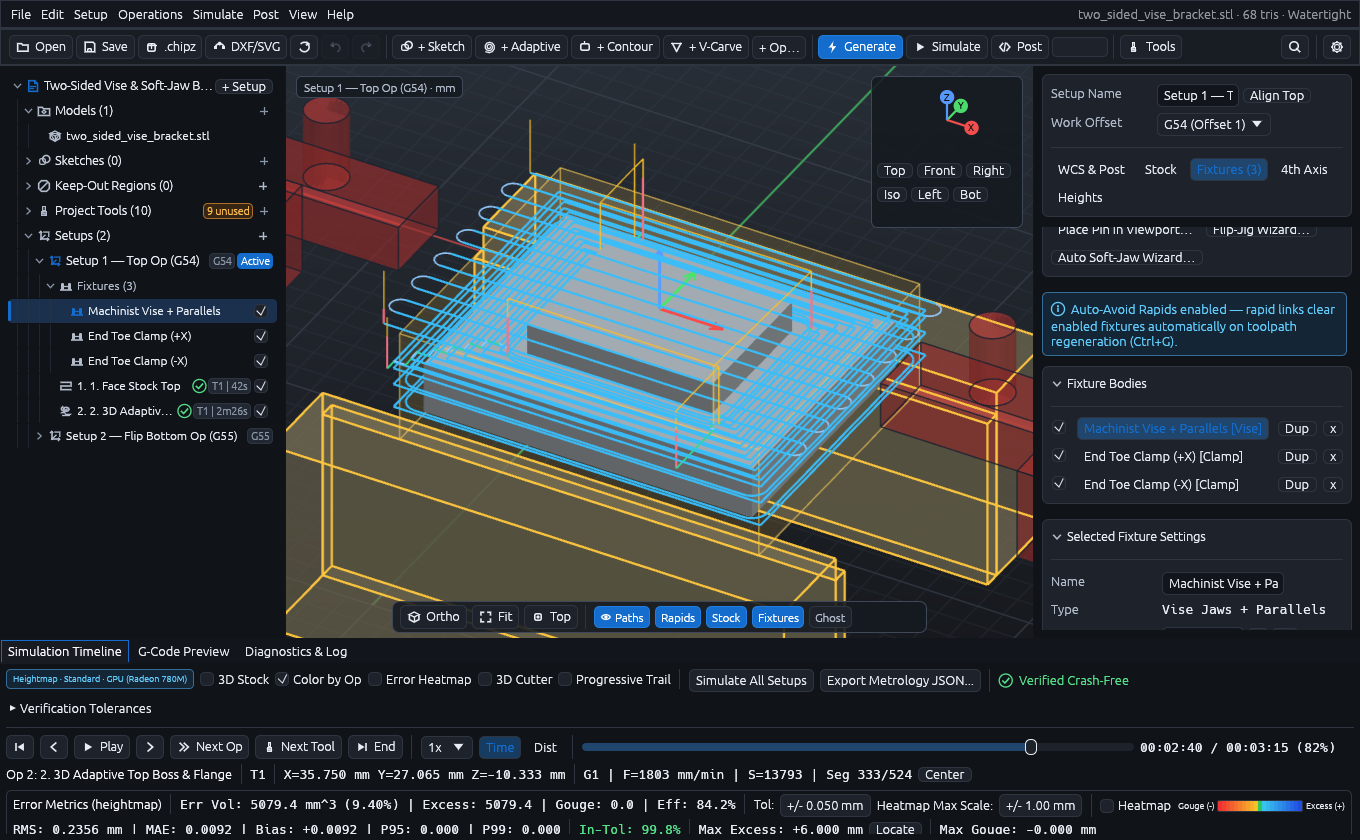 File Edit Setup Operations Simulate Post View Help
two_sided_vise_bracket.stl · 68 tris · Watertight
Open Save .chipz DXF/SVG + Sketch + Adaptive + Contour + V-Carve + Op... Generate Simulate Post Tools
Two-Sided Vise & Soft-Jaw B... + Setup
Models (1) +
two_sided_vise_bracket.stl
Sketches (0) +
Keep-Out Regions (0) +
Project Tools (10) 9 unused +
Setups (2) +
Setup 1 — Top Op (G54) G54 Active
Fixtures (3)
Machinist Vise + Parallels
End Toe Clamp (+X)
End Toe Clamp (-X)
1. 1. Face Stock Top T1 | 42s
2. 2. 3D Adaptiv... T1 | 2m26s
Setup 2 — Flip Bottom Op (G55) G55
Setup 1 — Top Op (G54) · mm
Z
Y
X
Top Front Right
Iso Left Bot
Ortho Fit Top Paths Rapids Stock Fixtures Ghost
Setup Name Setup 1 — T Align Top
Work Offset G54 (Offset 1)
WCS & Post Stock Fixtures (3) 4th Axis
Heights
Place Pin in Viewport... Flip-Jig Wizard...
Auto Soft-Jaw Wizard...
Auto-Avoid Rapids enabled — rapid links clear
enabled fixtures automatically on toolpath
regeneration (Ctrl+G).
Fixture Bodies
Machinist Vise + Parallels [Vise] Dup x
End Toe Clamp (+X) [Clamp] Dup x
End Toe Clamp (-X) [Clamp] Dup x
Selected Fixture Settings
Name Machinist Vise + Pa
Type Vise Jaws + Parallels
Simulation Timeline G-Code Preview Diagnostics & Log
Heightmap · Standard · GPU (Radeon 780M) 3D Stock Color by Op Error Heatmap 3D Cutter Progressive Trail Simulate All Setups Export Metrology JSON... Verified Crash-Free
Verification Tolerances
Play Next Op Next Tool End 1x Time Dist 00:02:40 / 00:03:15 (82%)
Op 2: 2. 3D Adaptive Top Boss & Flange T1 X=35.750 mm Y=27.065 mm Z=-10.333 mm G1 | F=1803 mm/min | S=13793 | Seg 333/524 Center
Error Metrics (heightmap) Err Vol: 5079.4 mm^3 (9.40%) | Excess: 5079.4 | Gouge: 0.0 | Eff: 84.2% Tol: +/- 0.050 mm Heatmap Max Scale: +/- 1.00 mm Heatmap Gouge (-) Excess (+)
RMS: 0.2356 mm | MAE: 0.0092 | Bias: +0.0092 | P95: 0.000 | P99: 0.000 In-Tol: 99.8% Max Excess: +6.000 mm Locate Max Gouge: -0.000 mm